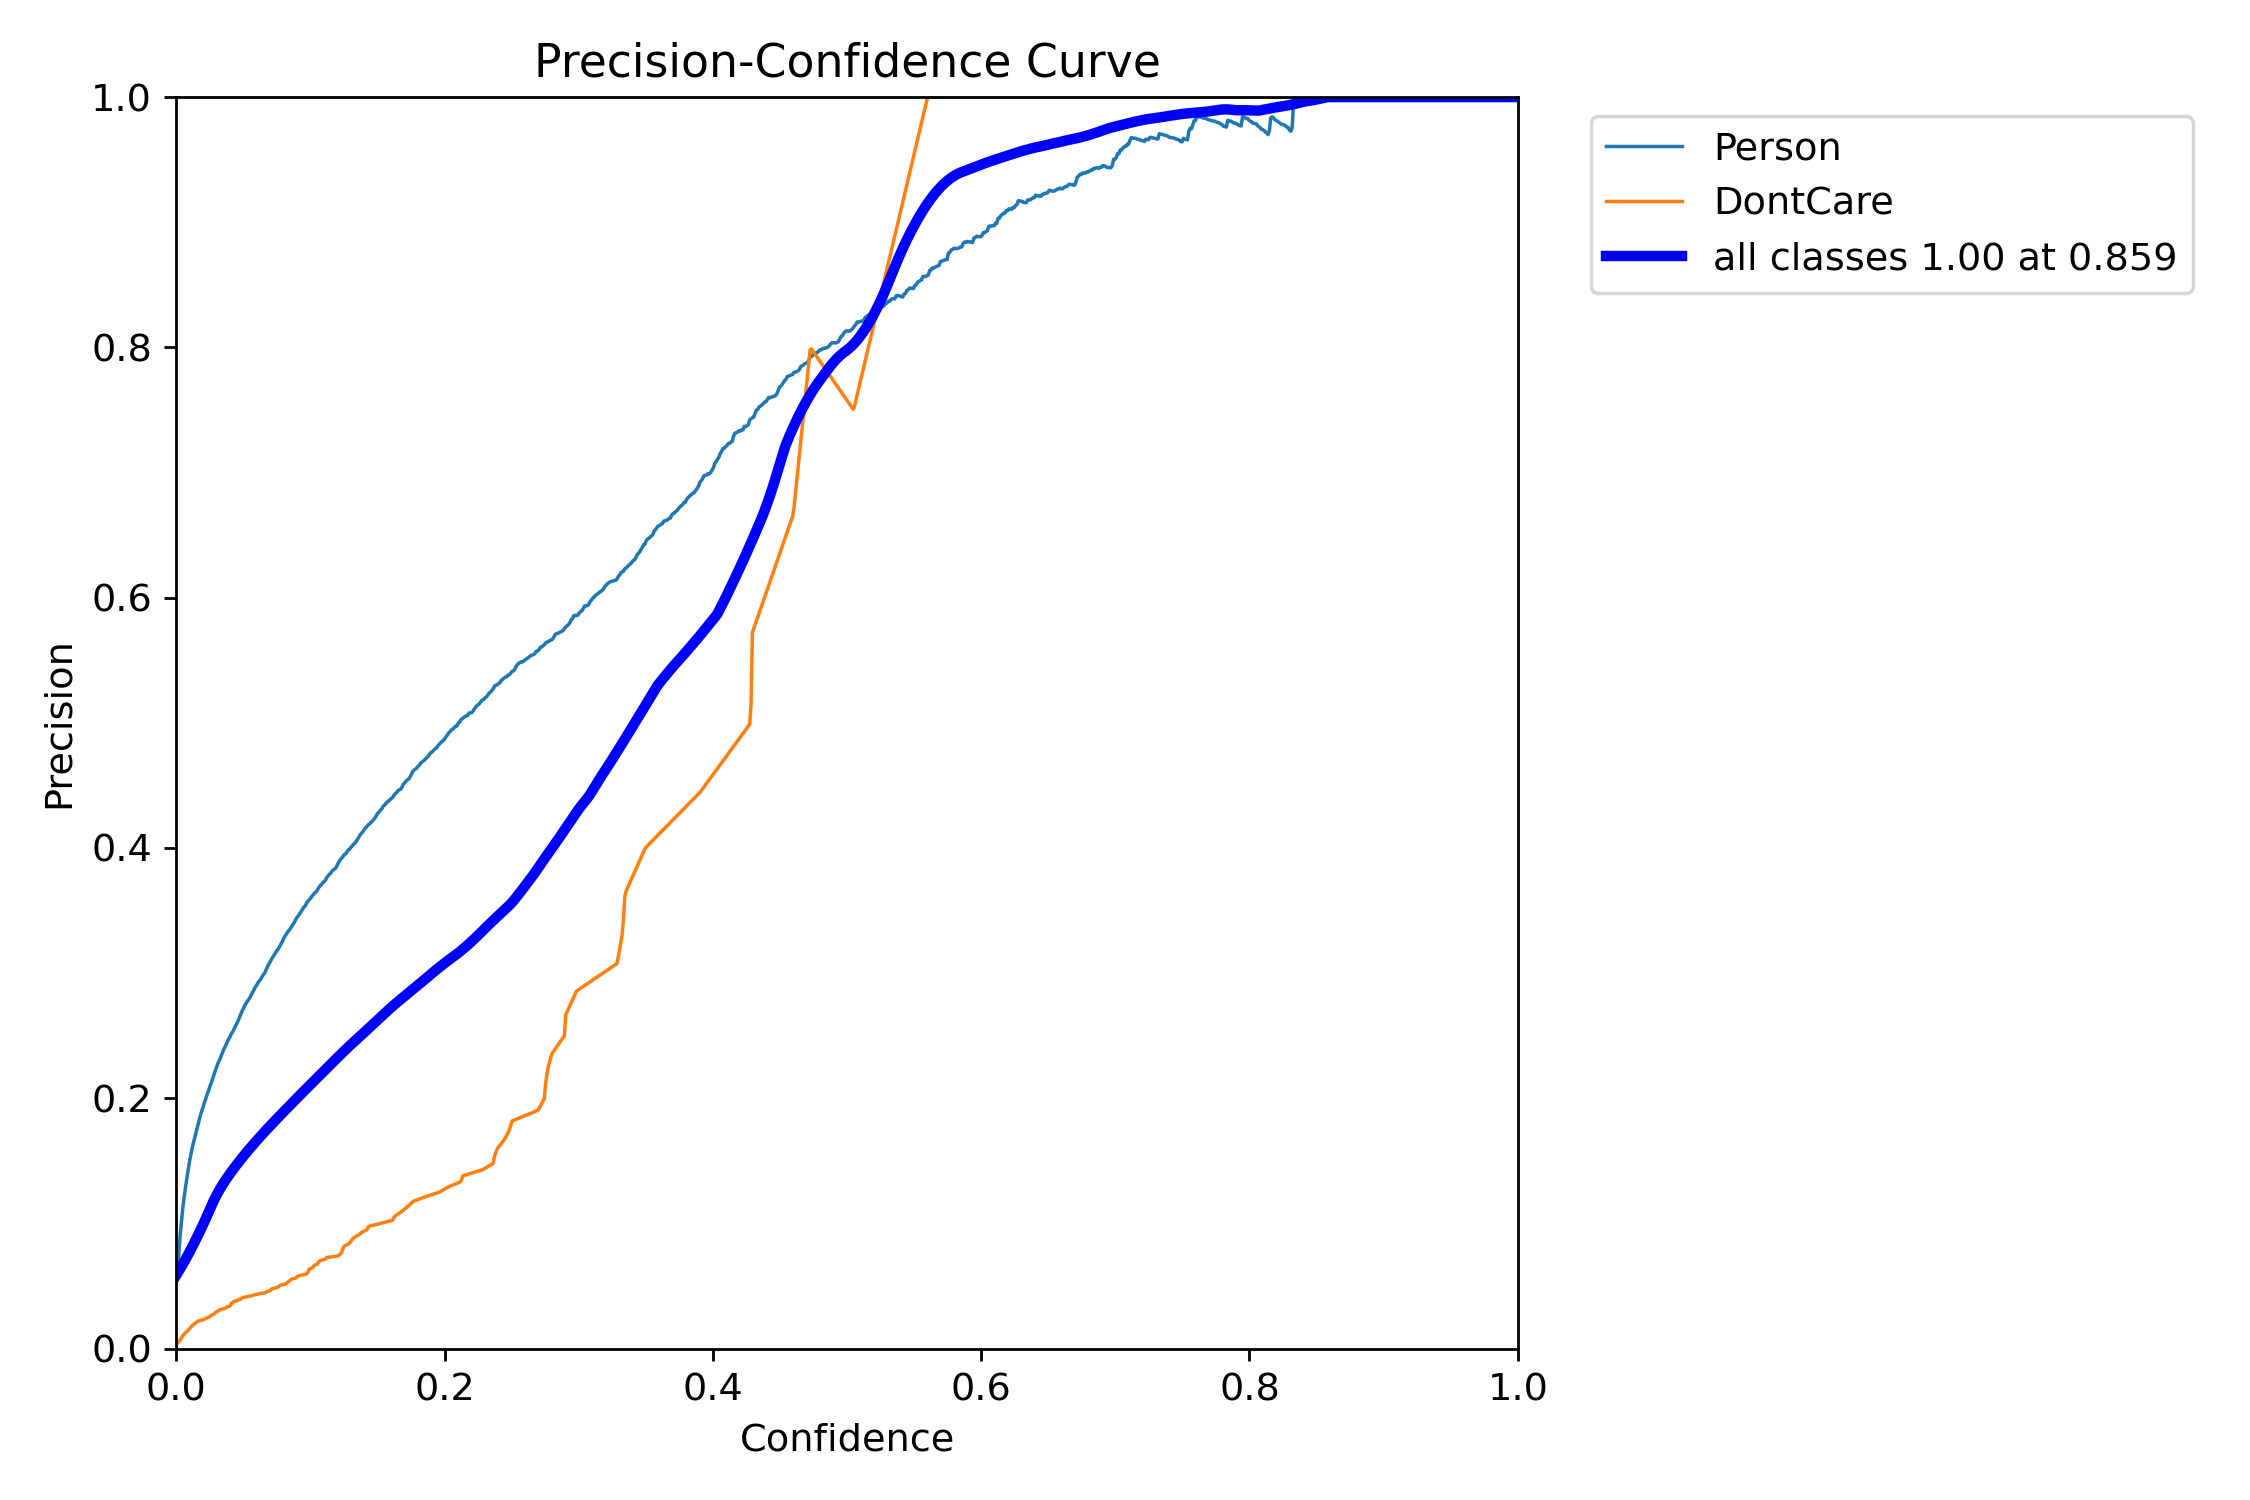 Precision-Confidence Curve
1.0
0.8
0.6
0.4
0.2
0.0
Precision
0.0 0.2 0.4 0.6 0.8 1.0
Confidence
Person
DontCare
all classes 1.00 at 0.859